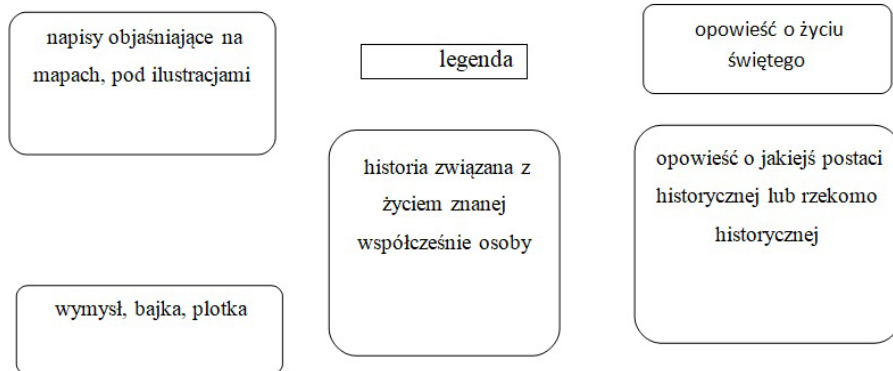 napisy objaśniające na
mapach, pod ilustracjami
legenda
opowieść o życiu
świętego
historia związana z
życiem znanej
współcześnie osoby
opowieść o jakiejś postaci
historycznej lub rzekomo
historycznej
wymysł, bajka, plotka